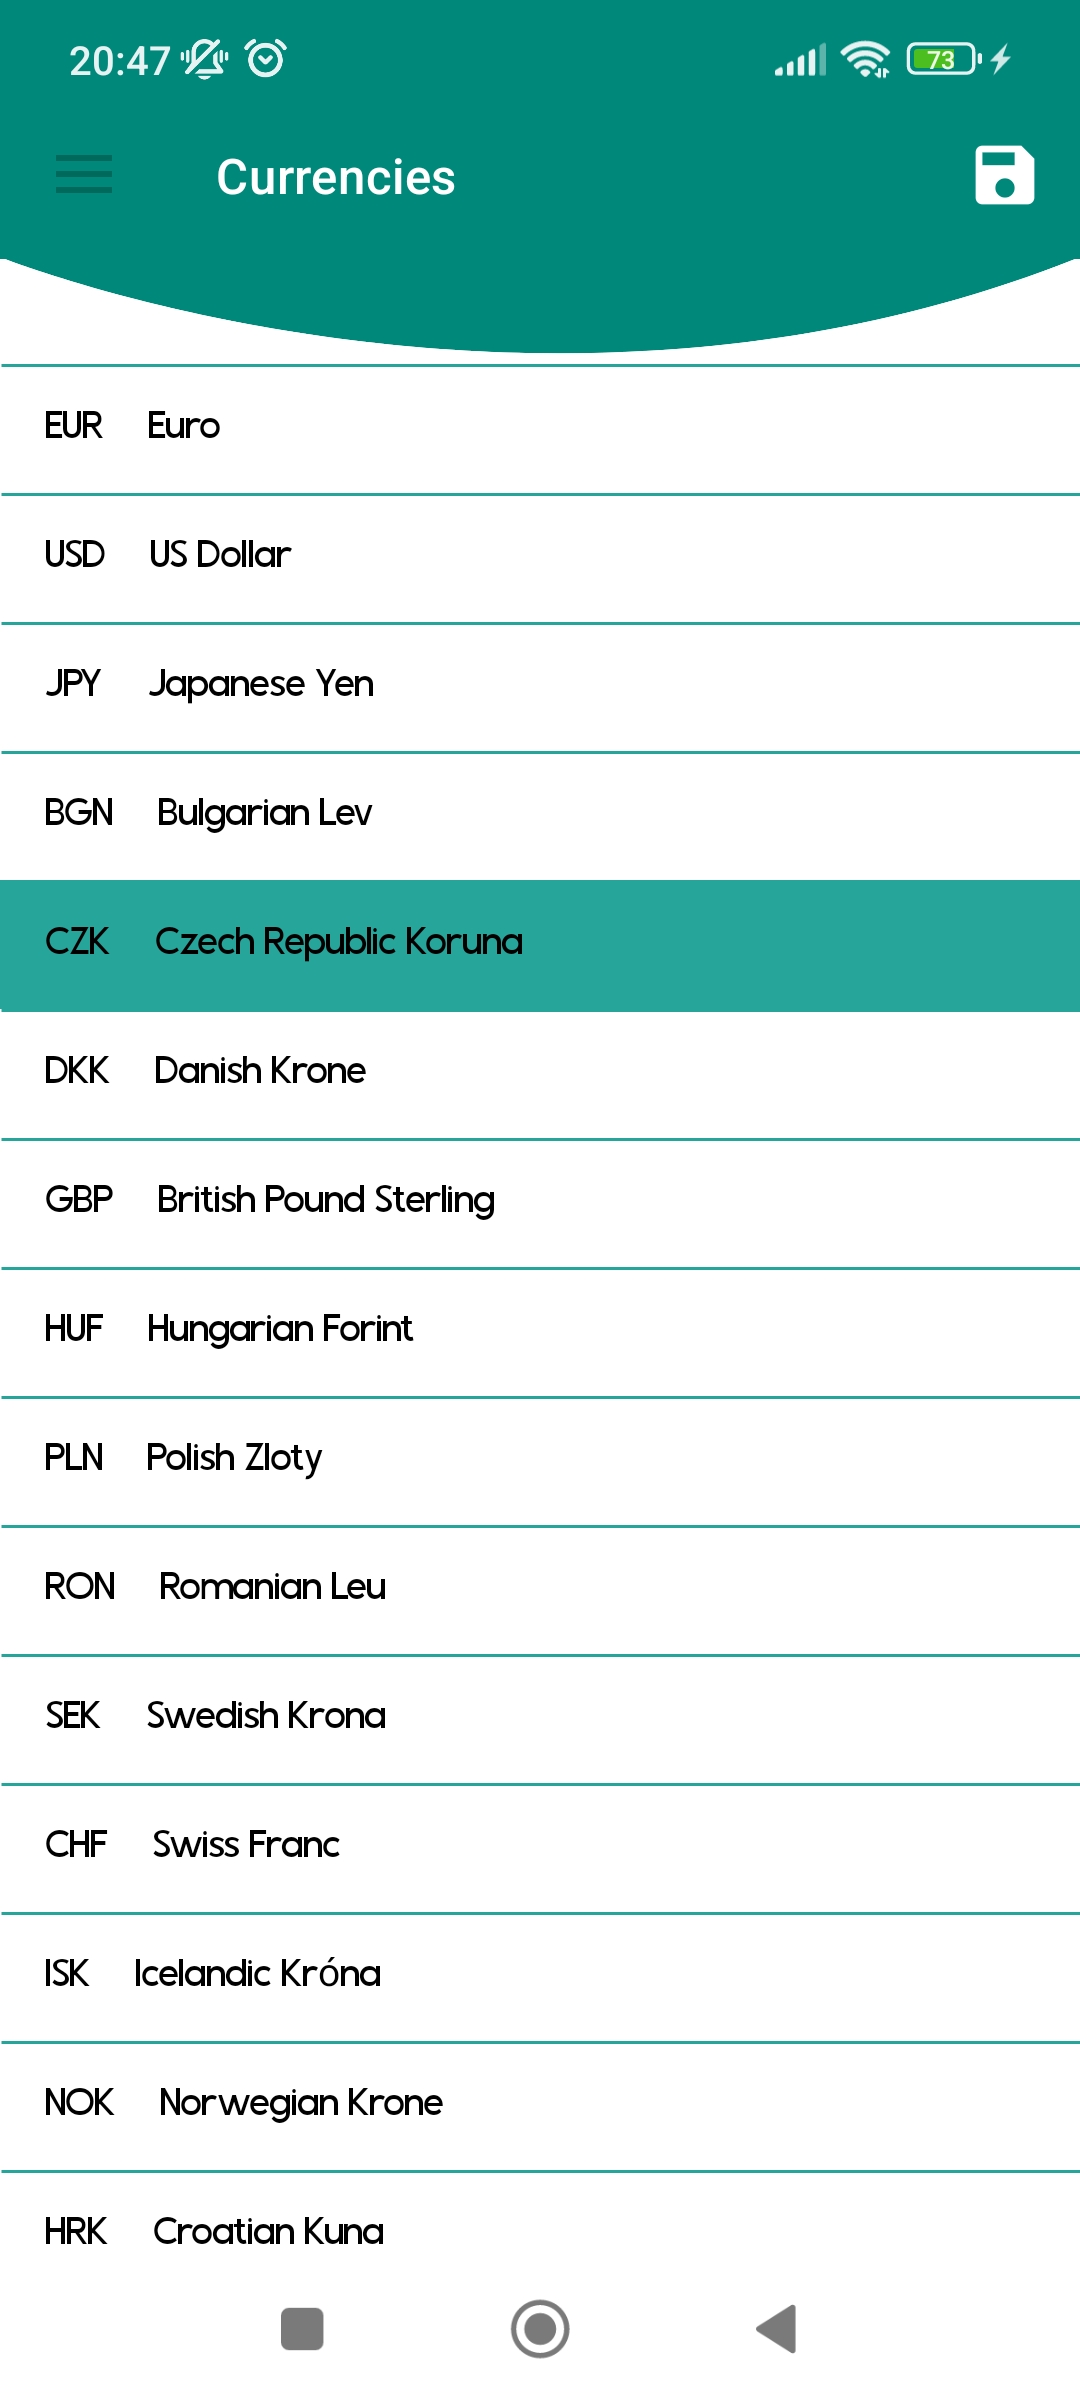 20:47
73
Currencies
EUR Euro
USD US Dollar
JPY Japanese Yen
BGN Bulgarian Lev
CZK Czech Republic Koruna
DKK Danish Krone
GBP British Pound Sterling
HUF Hungarian Forint
PLN Polish Zloty
RON Romanian Leu
SEK Swedish Krona
CHF Swiss Franc
ISK Icelandic Króna
NOK Norwegian Krone
HRK Croatian Kuna